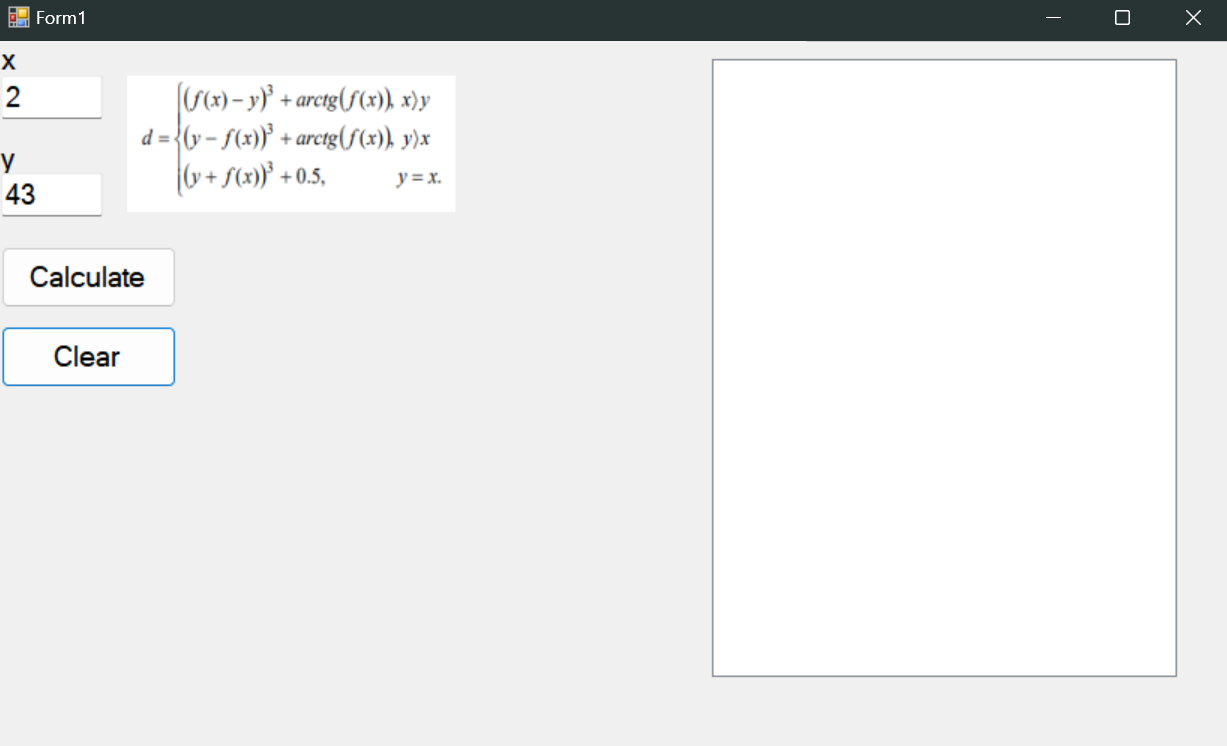 Form1
x
2
(f(x) − y)³ + arctg(f(x)), x⟩y
d = {(y − f(x))³ + arctg(f(x)), y⟩x
(y + f(x))³ + 0.5, y = x.
y
43
Calculate
Clear